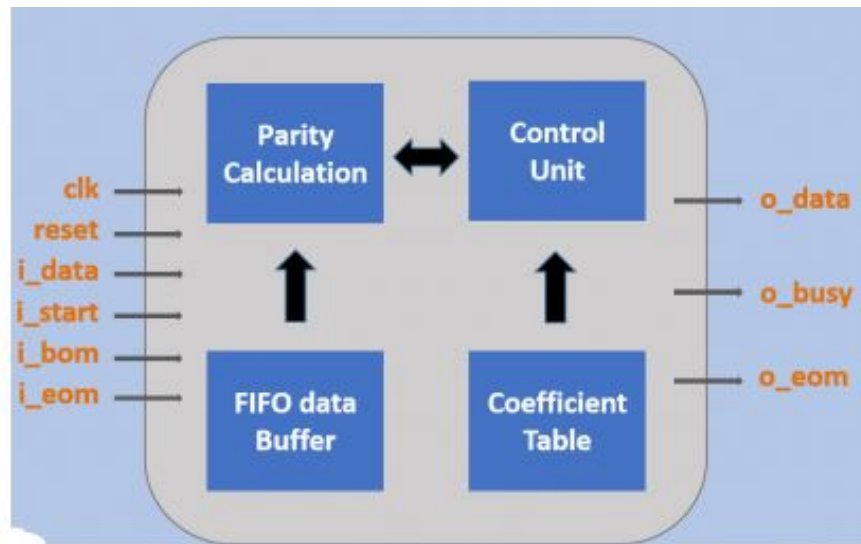 Parity
Calculation
Control
Unit
clk
reset
i_data
i_start
i_bom
i_eom
o_data
o_busy
o_eom
FIFO data
Buffer
Coefficient
Table